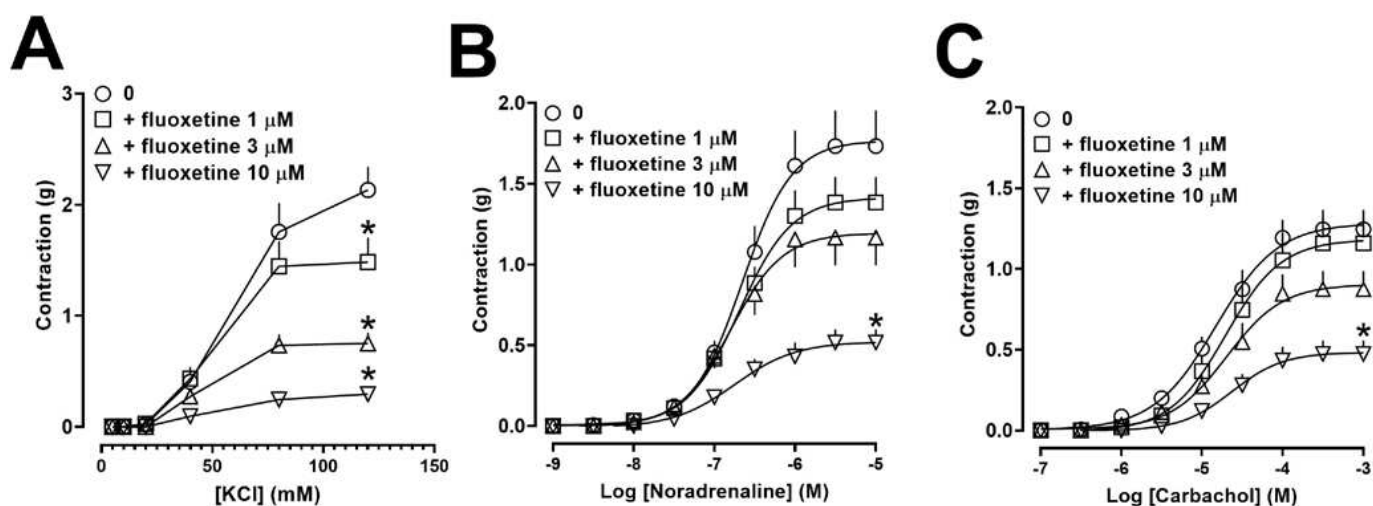 A
0
+ fluoxetine 1 μM
+ fluoxetine 3 μM
+ fluoxetine 10 μM
3
2
1
0
Contraction (g)
*
*
*
0
50
100
150
[KCl] (mM)
B
0
+ fluoxetine 1 μM
+ fluoxetine 3 μM
+ fluoxetine 10 μM
2.0
1.5
1.0
0.5
0.0
Contraction (g)
*
-9
-8
-7
-6
-5
Log [Noradrenaline] (M)
C
0
+ fluoxetine 1 μM
+ fluoxetine 3 μM
+ fluoxetine 10 μM
2.0
1.5
1.0
0.5
0.0
Contraction (g)
*
-7
-6
-5
-4
-3
Log [Carbachol] (M)